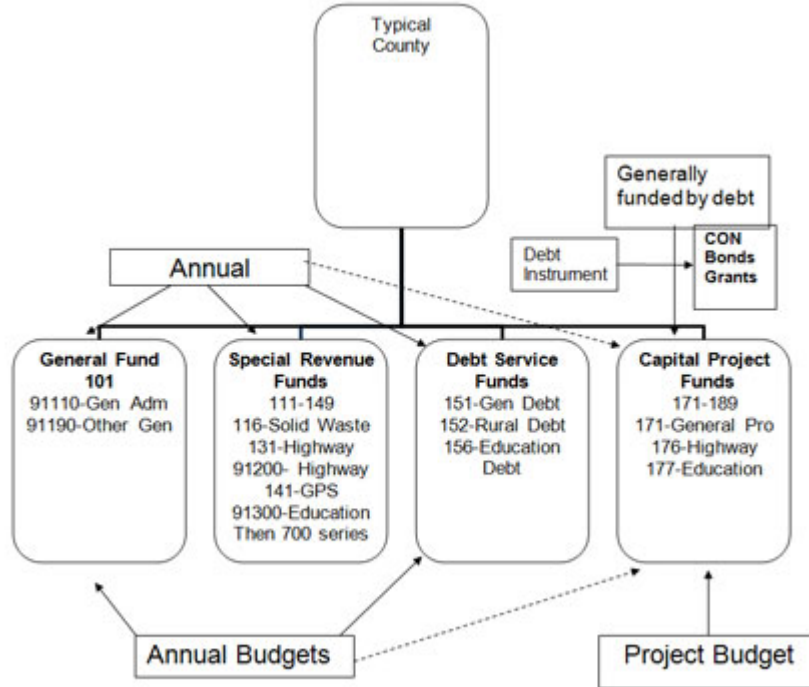 Typical
County
Generally
funded by debt
CON
Bonds
Grants
Debt
Instrument
Annual
General Fund
101
91110-Gen Adm
91190-Other Gen
Special Revenue
Funds
111-149
116-Solid Waste
131-Highway
91200- Highway
141-GPS
91300-Education
Then 700 series
Debt Service
Funds
151-Gen Debt
152-Rural Debt
156-Education
Debt
Capital Project
Funds
171-189
171-General Pro
176-Highway
177-Education
Annual Budgets
Project Budget